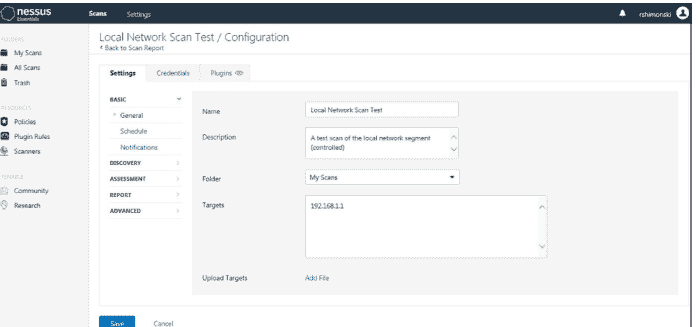 nessus
Essentials
Scans
Settings
rshimonski
FOLDERS
My Scans
All Scans
Trash
RESOURCES
Policies
Plugin Rules
Scanners
TENABLE
Community
Research
Local Network Scan Test / Configuration
Back to Scan Report
Settings
Credentials
Plugins
BASIC
General
Schedule
Notifications
DISCOVERY
ASSESSMENT
REPORT
ADVANCED
Name
Local Network Scan Test
Description
A test scan of the local network segment
(controlled)
Folder
My Scans
Targets
192.168.1.1
Upload Targets
Add File
Save
Cancel